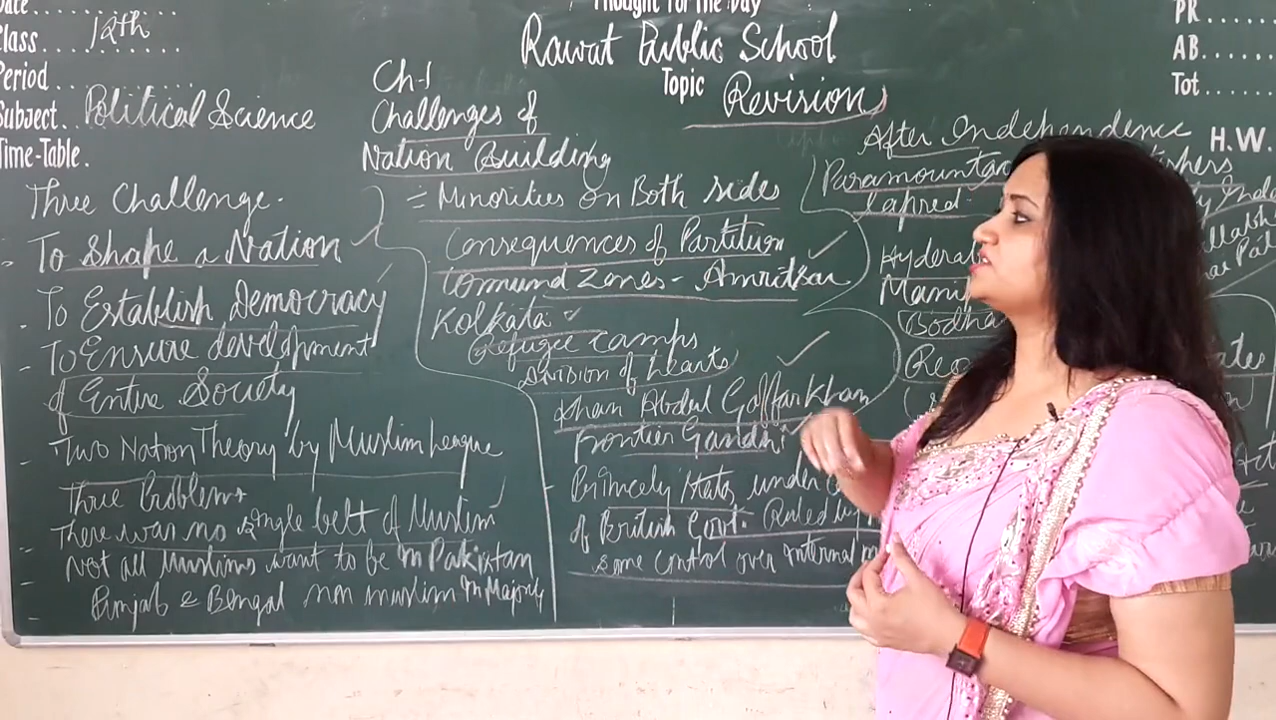 Date....
Class.... 12th
Period...
Subject.. Political Science
Time-Table.
Thought For The Day
Rawat Public School
Topic Revision
PR.....
AB.....
Tot.....
H.W.
Ch-1
Challenges of
Nation Building
Three Challenge.
To Shape a Nation
To Establish Democracy
To Ensure development
of Entire Society
Two Nation Theory by Muslim League
Three Problems
There was no single belt of Muslim
Not all Muslims want to be in Pakistan
Punjab & Bengal non muslim in Majority
= Minorities on Both sides
Consequences of Partition
Zones - Amritsar
Kolkata
Refugee camps
Division of hearts
Khan Abdul Gaffar Khan
Frontier Gandhi
Princely States under
of British Govt. Ruled by
some control over internal
After Independence
lapsed.